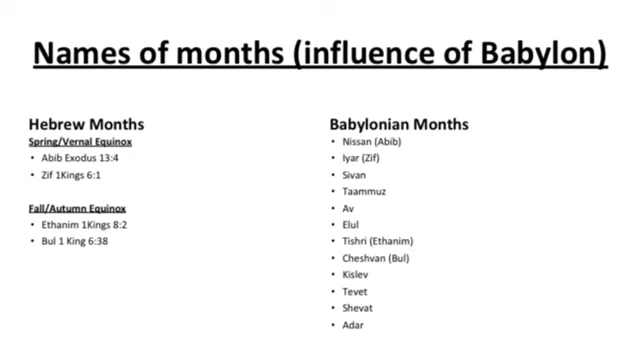 Names of months (influence of Babylon)
Hebrew Months
Spring/Vernal Equinox
• Abib Exodus 13:4
• Zif 1Kings 6:1
Fall/Autumn Equinox
• Ethanim 1Kings 8:2
• Bul 1 King 6:38
Babylonian Months
• Nissan (Abib)
• Iyar (Zif)
• Sivan
• Taammuz
• Av
• Elul
• Tishri (Ethanim)
• Cheshvan (Bul)
• Kislev
• Tevet
• Shevat
• Adar